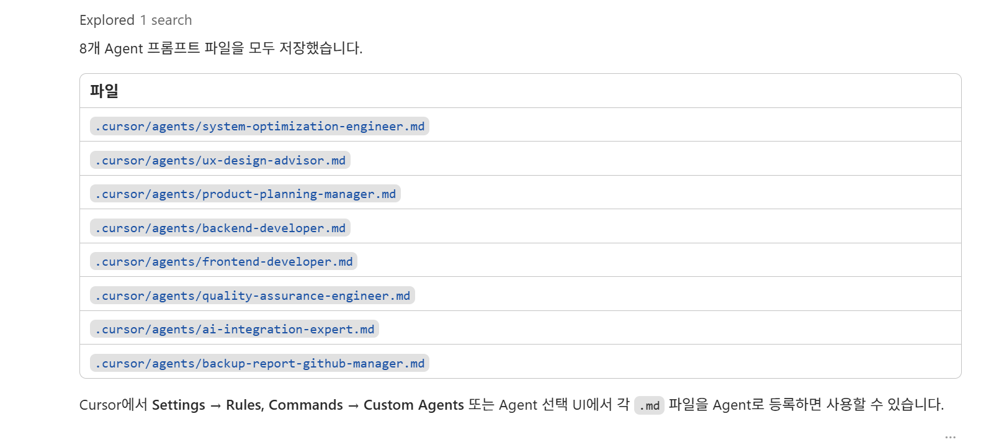 Explored 1 search
8개 Agent 프롬프트 파일을 모두 저장했습니다.
파일
.cursor/agents/system-optimization-engineer.md
.cursor/agents/ux-design-advisor.md
.cursor/agents/product-planning-manager.md
.cursor/agents/backend-developer.md
.cursor/agents/frontend-developer.md
.cursor/agents/quality-assurance-engineer.md
.cursor/agents/ai-integration-expert.md
.cursor/agents/backup-report-github-manager.md
Cursor에서 Settings → Rules, Commands → Custom Agents 또는 Agent 선택 UI에서 각 .md 파일을 Agent로 등록하면 사용할 수 있습니다.